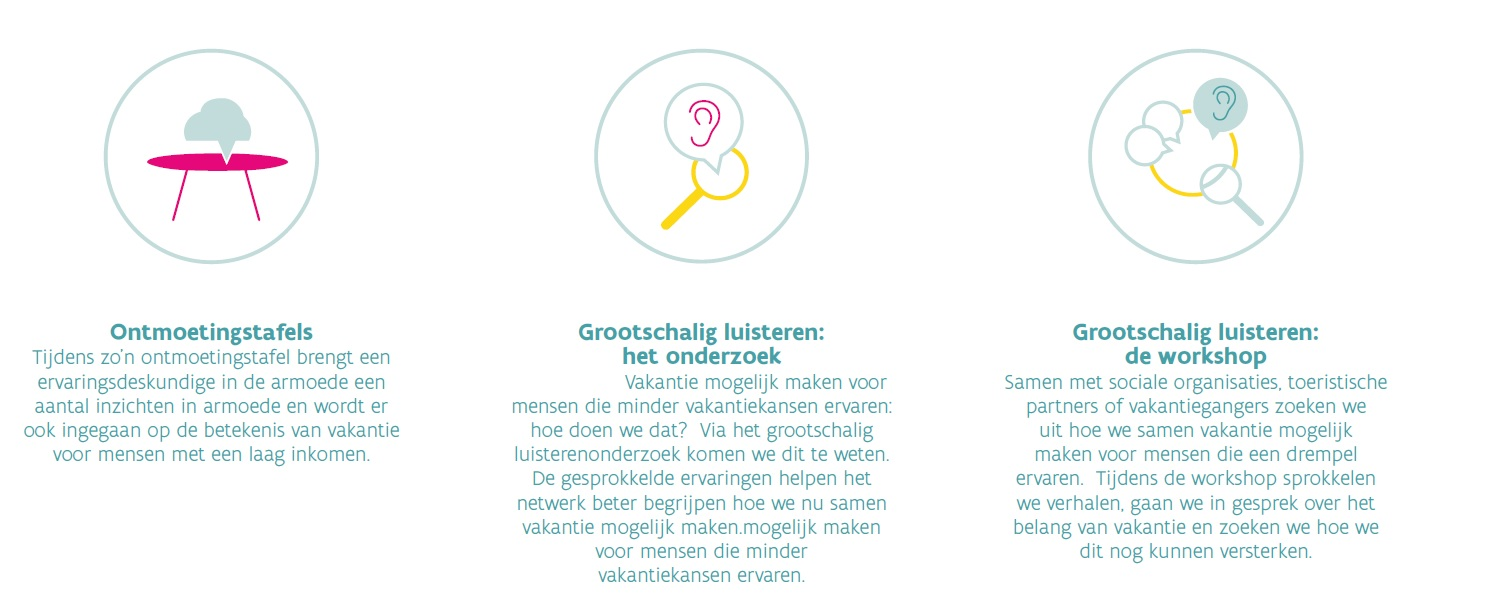 Ontmoetingstafels
Tijdens zo'n ontmoetingstafel brengt een
ervaringsdeskundige in de armoede een
aantal inzichten in armoede en wordt er
ook ingegaan op de betekenis van vakantie
voor mensen met een laag inkomen.
Grootschalig luisteren:
het onderzoek
Vakantie mogelijk maken voor
mensen die minder vakantiekansen ervaren:
hoe doen we dat?  Via het grootschalig
luisterenonderzoek komen we dit te weten.
De gesprokkelde ervaringen helpen het
netwerk beter begrijpen hoe we nu samen
vakantie mogelijk maken.mogelijk maken
voor mensen die minder
vakantiekansen ervaren.
Grootschalig luisteren:
de workshop
Samen met sociale organisaties, toeristische
partners of vakantiegangers zoeken we
uit hoe we samen vakantie mogelijk
maken voor mensen die een drempel
ervaren.  Tijdens de workshop sprokkelen
we verhalen, gaan we in gesprek over het
belang van vakantie en zoeken we hoe we
dit nog kunnen versterken.